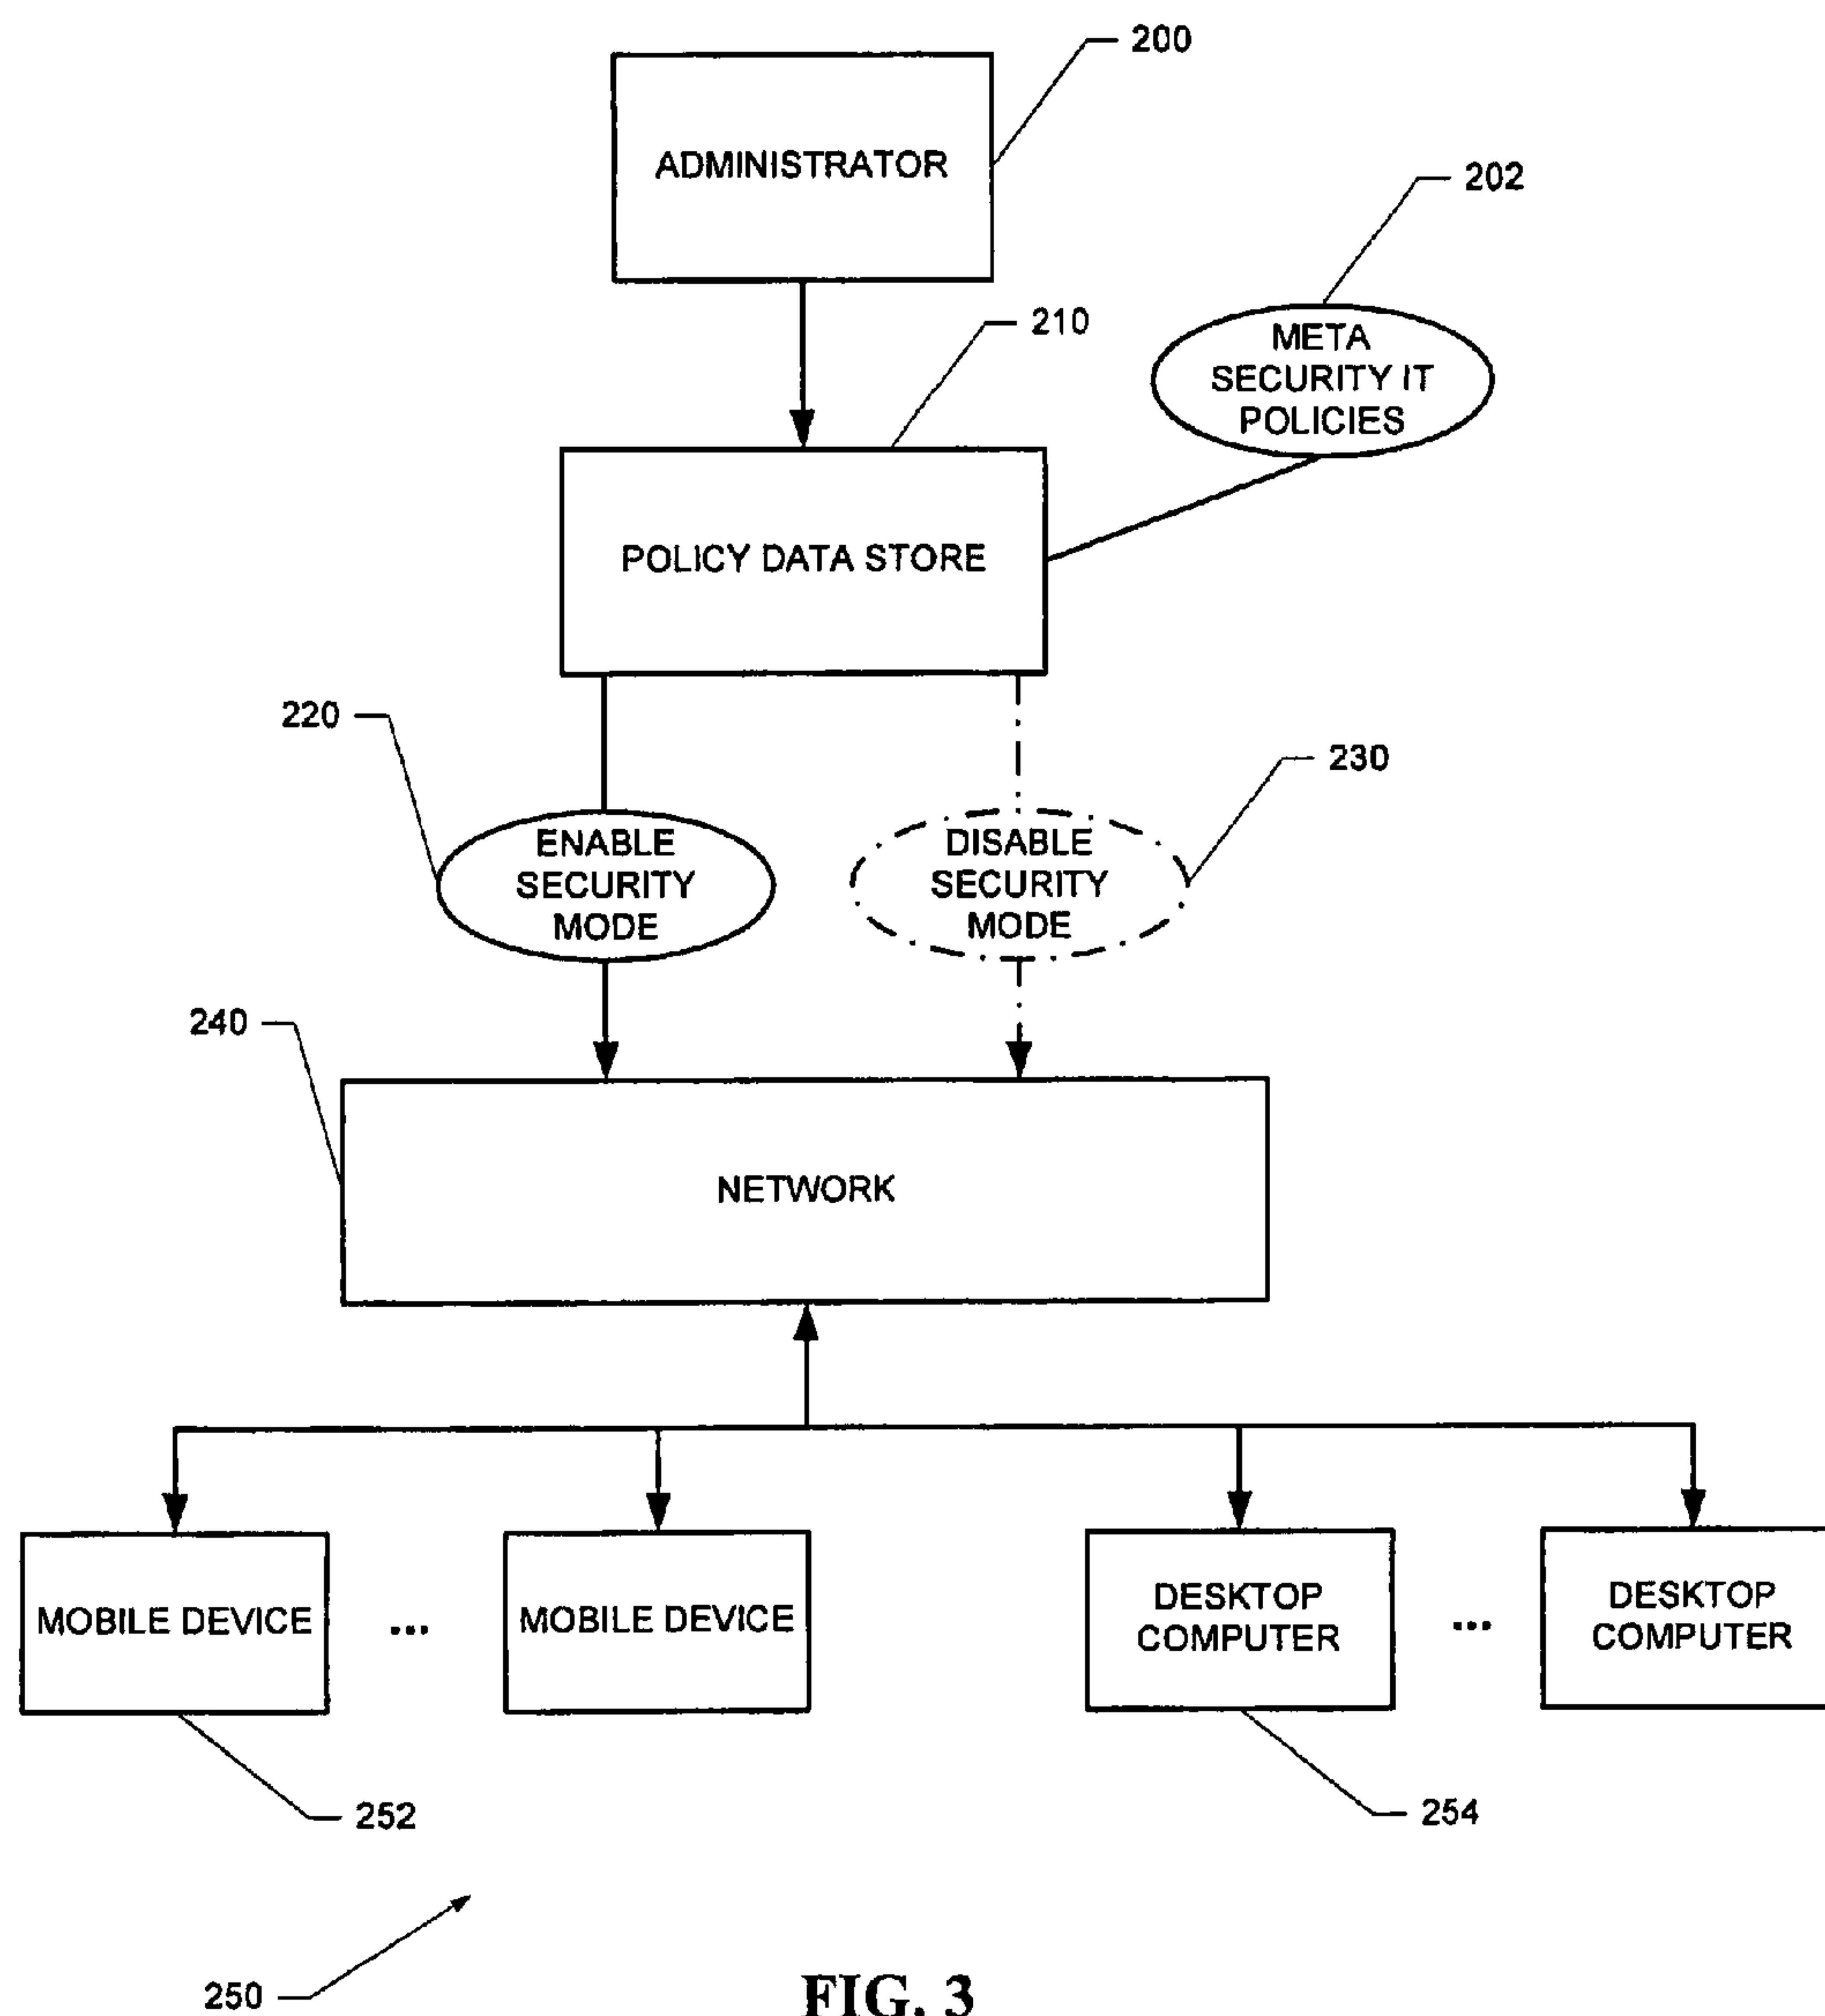 200
ADMINISTRATOR
202
META
SECURITY IT
POLICIES
210
POLICY DATA STORE
220
230
ENABLE
SECURITY
MODE
DISABLE
SECURITY
MODE
240
NETWORK
MOBILE DEVICE
...
MOBILE DEVICE
DESKTOP
COMPUTER
...
DESKTOP
COMPUTER
252
254
250
FIG. 3